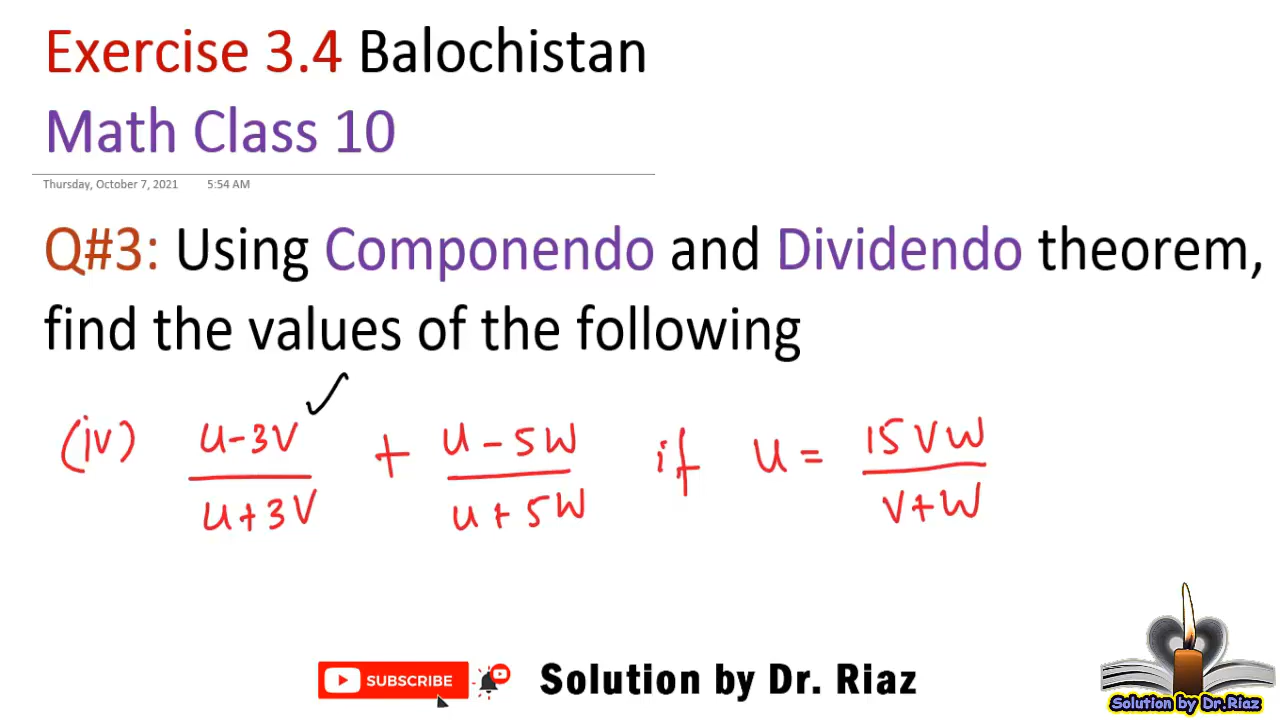 Exercise 3.4 Balochistan
Math Class 10
Thursday, October 7, 2021 5:54 AM
Q#3: Using Componendo and Dividendo theorem,
find the values of the following
(iv) (u-3v)/(u+3v) + (u-5w)/(u+5w) if u = 15vw/(v+w)
SUBSCRIBE Solution by Dr. Riaz
Solution by Dr.Riaz